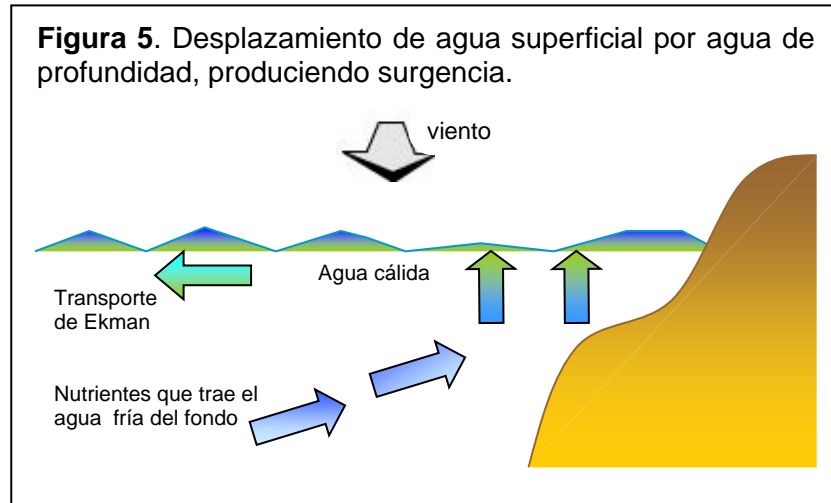 Figura 5. Desplazamiento de agua superficial por agua de
profundidad, produciendo surgencia.
viento
Agua cálida
Transporte
de Ekman
Nutrientes que trae el
agua fría del fondo